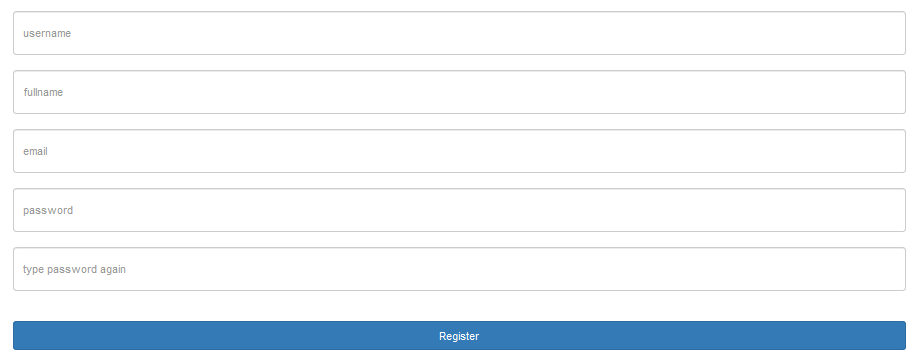 username
fullname
email
password
type password again
Register